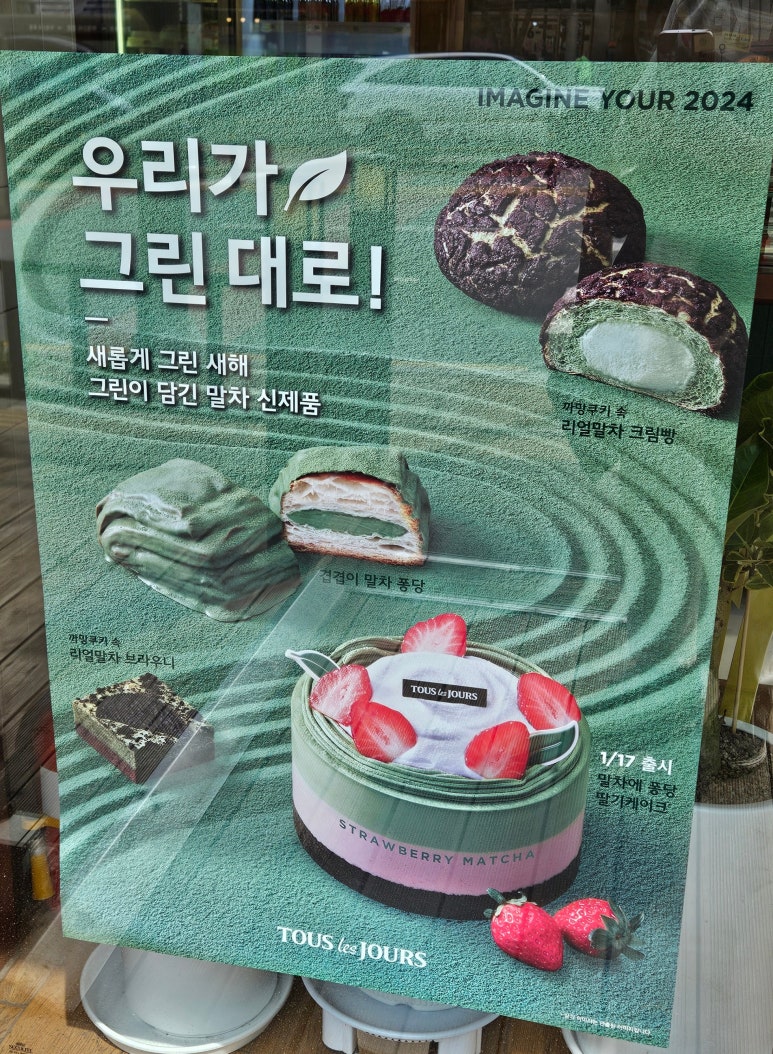 IMAGINE YOUR 2024
우리가
그린 대로!
새롭게 그린 새해
그린이 담긴 말차 신제품
까망쿠키 속
리얼말차 크림빵
겹겹이 말차 퐁당
까망쿠키 속
리얼말차 브라우니
TOUS les JOURS
1/17 출시
말차에 퐁당
딸기케이크
STRAWBERRY MATCHA
TOUS les JOURS